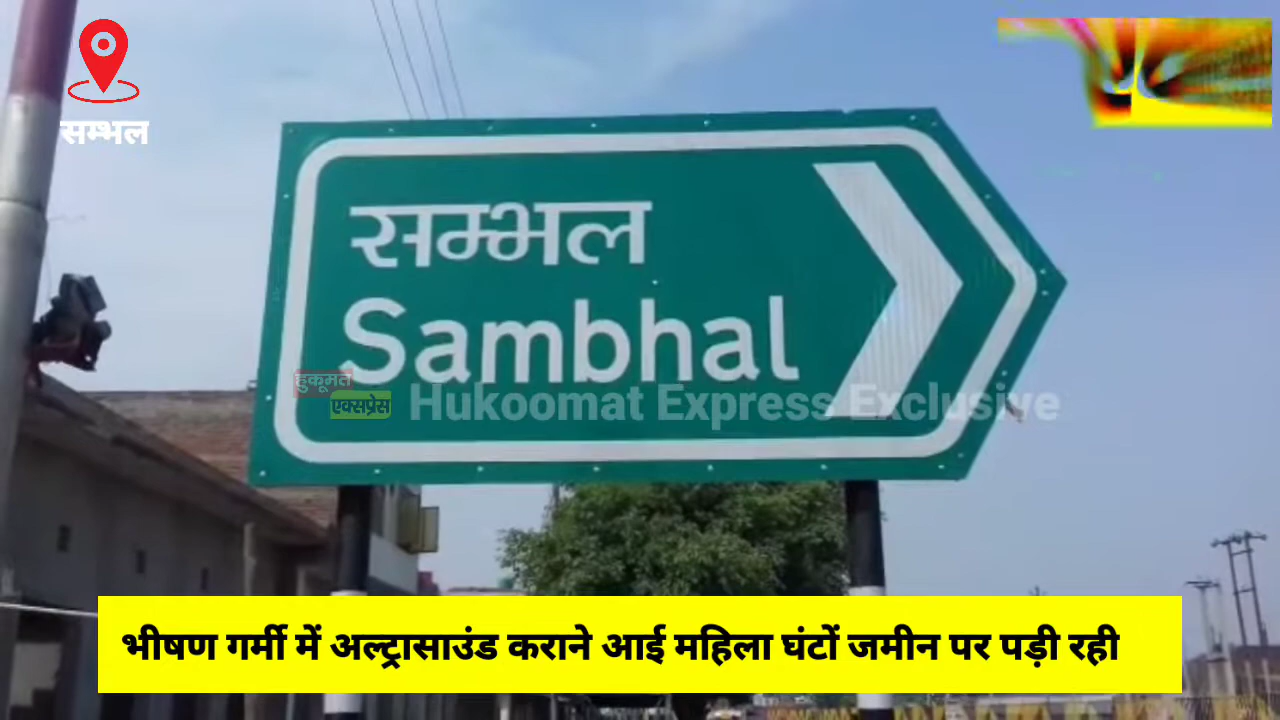 सम्भल
सम्भल
Sambhal
हुकूमत
एक्सप्रेस
Hukoomat Express Exclusive
भीषण गर्मी में अल्ट्रासाउंड कराने आई महिला घंटों जमीन पर पड़ी रही